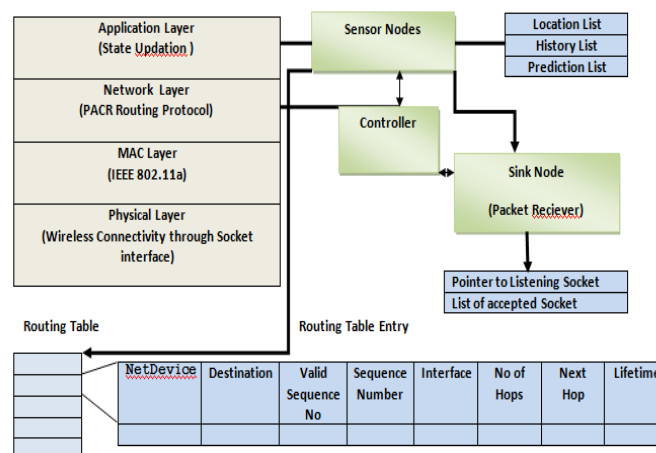 Application Layer
(State Updation )
Network Layer
(PACR Routing Protocol)
MAC Layer
(IEEE 802.11a)
Physical Layer
(Wireless Connectivity through Socket
interface)
Sensor Nodes
Location List
History List
Prediction List
Controller
Sink Node
(Packet Reciever)
Pointer to Listening Socket
List of accepted Socket
Routing Table
Routing Table Entry
NetDevice
Destination
Valid
Sequence
No
Sequence
Number
Interface
No of
Hops
Next
Hop
Lifetime